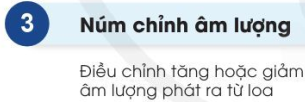 3
Núm chỉnh âm lượng
Điều chỉnh tăng hoặc giảm
âm lượng phát ra từ loa